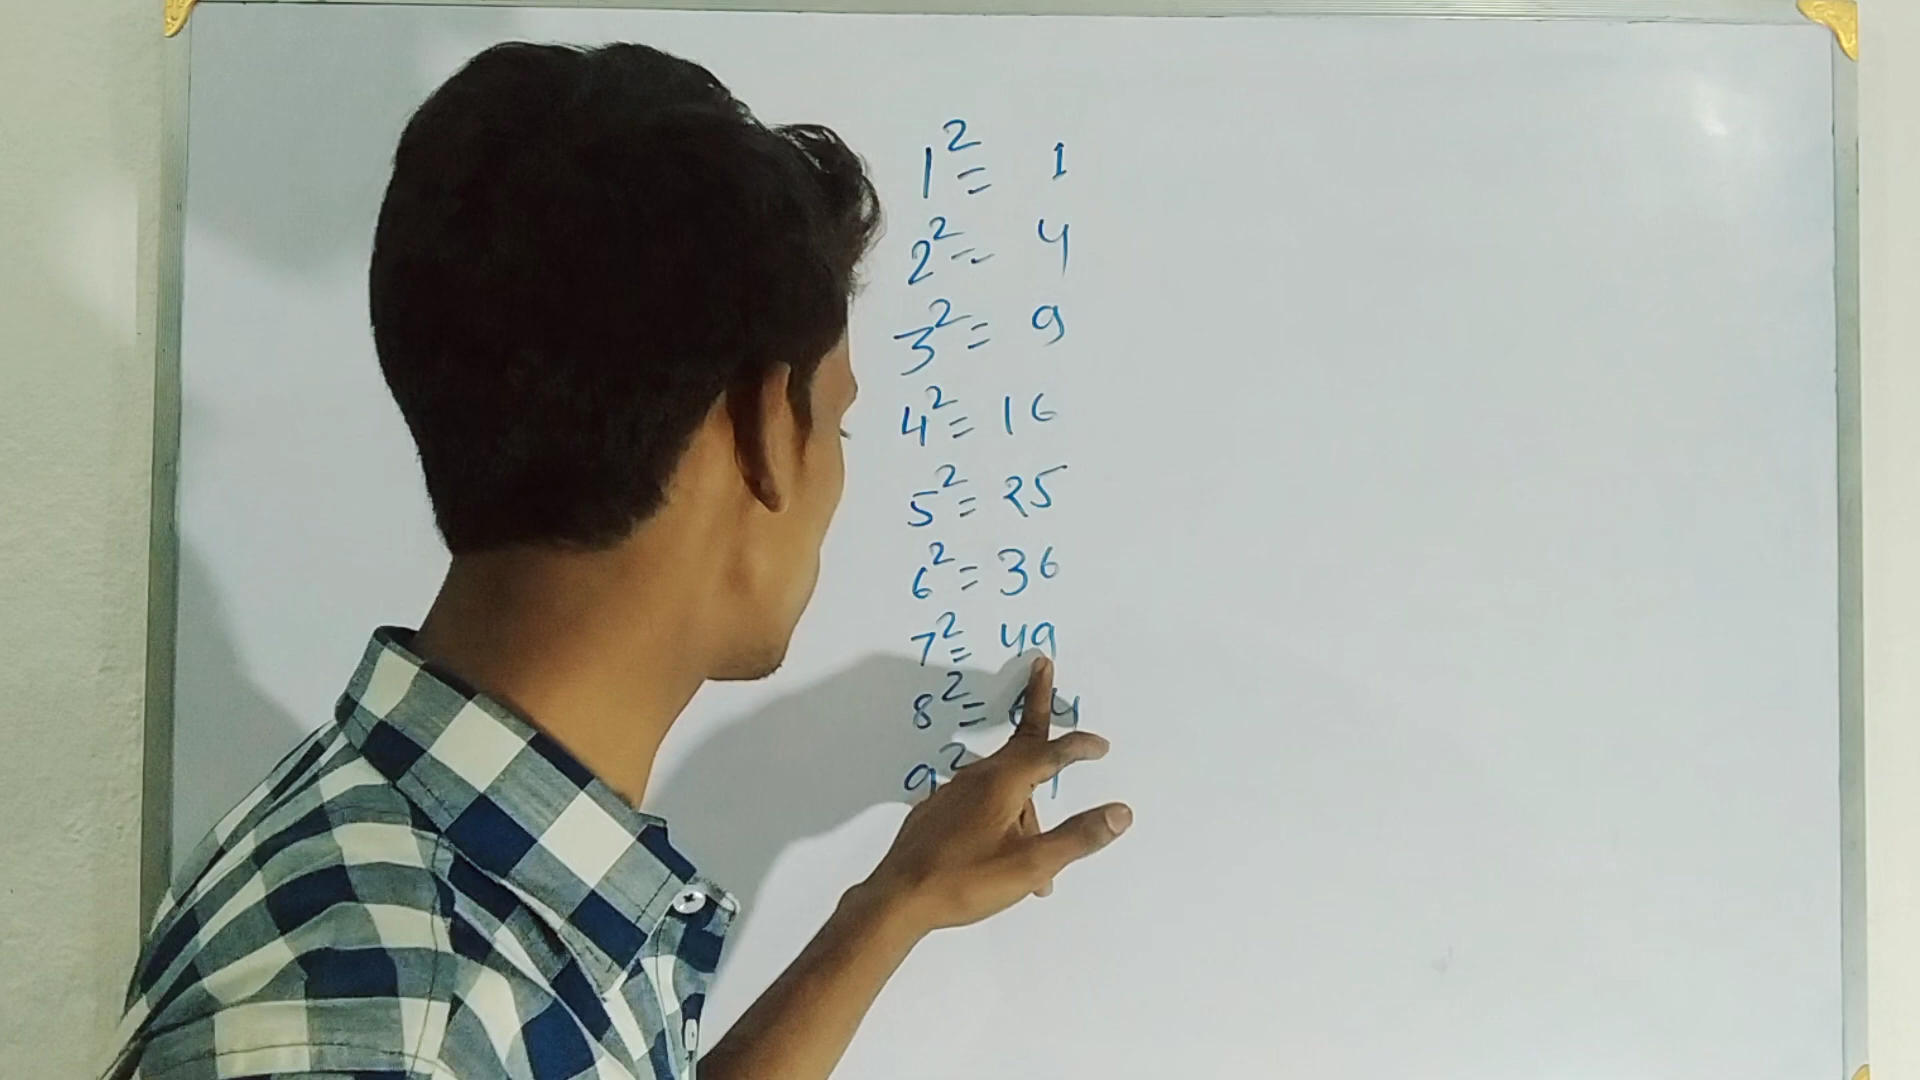 1² = 1
2² = 4
3² = 9
4² = 16
5² = 25
6² = 36
7² = 49
8² = 64
9²